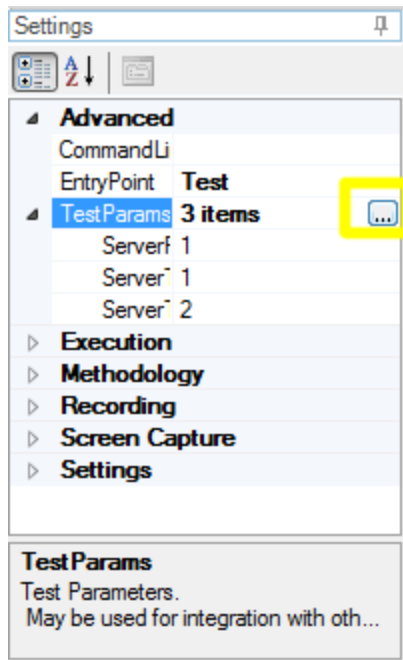 Settings
Advanced
CommandLi
EntryPoint Test
TestParams 3 items ...
ServerF 1
ServerT 1
ServerT 2
Execution
Methodology
Recording
Screen Capture
Settings
TestParams
Test Parameters.
May be used for integration with oth...